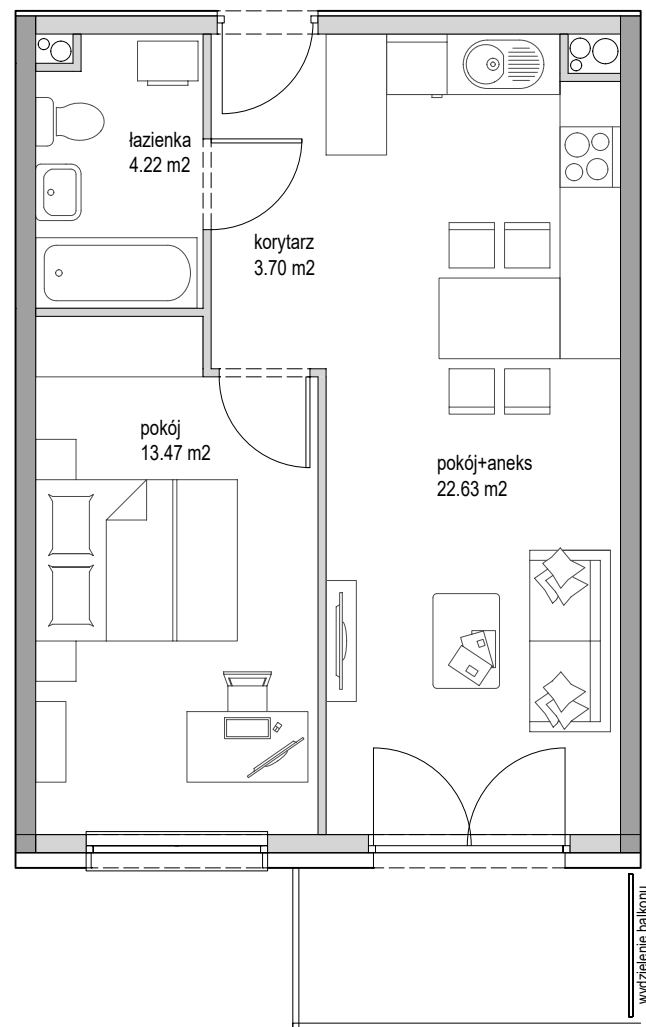 łazienka
4.22 m2
korytarz
3.70 m2
pokój
13.47 m2
pokój+aneks
22.63 m2
wydzielenie balkonu